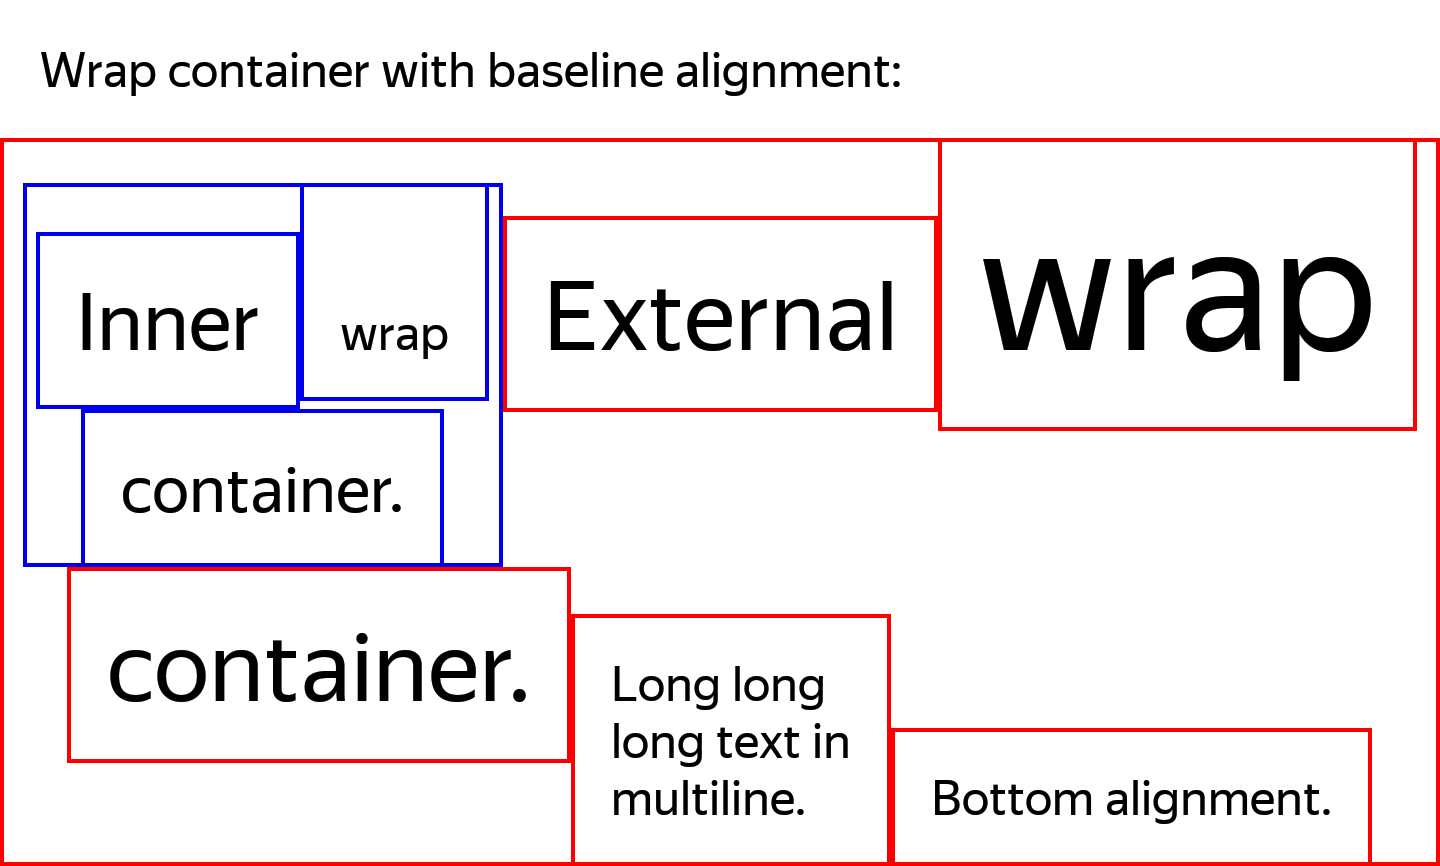 Wrap container with baseline alignment:
Inner wrap
container.
External wrap
container.
Long long
long text in
multiline.
Bottom alignment.